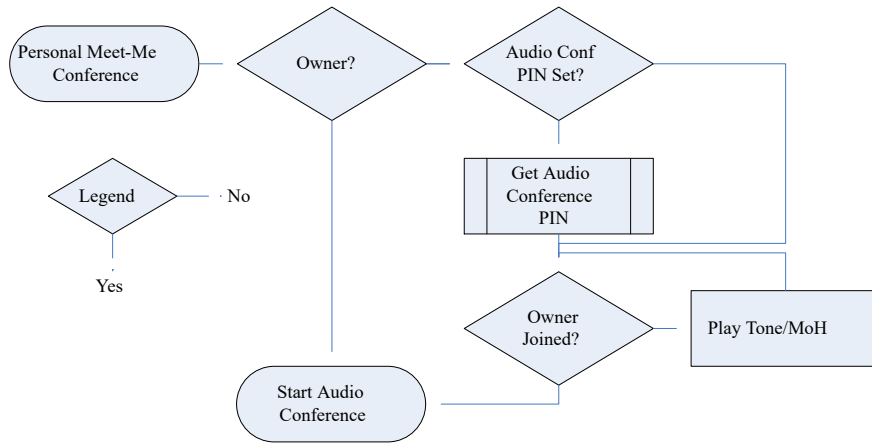 Personal Meet-Me
Conference
Owner?
Audio Conf
PIN Set?
Legend
No
Yes
Get Audio
Conference
PIN
Owner
Joined?
Play Tone/MoH
Start Audio
Conference